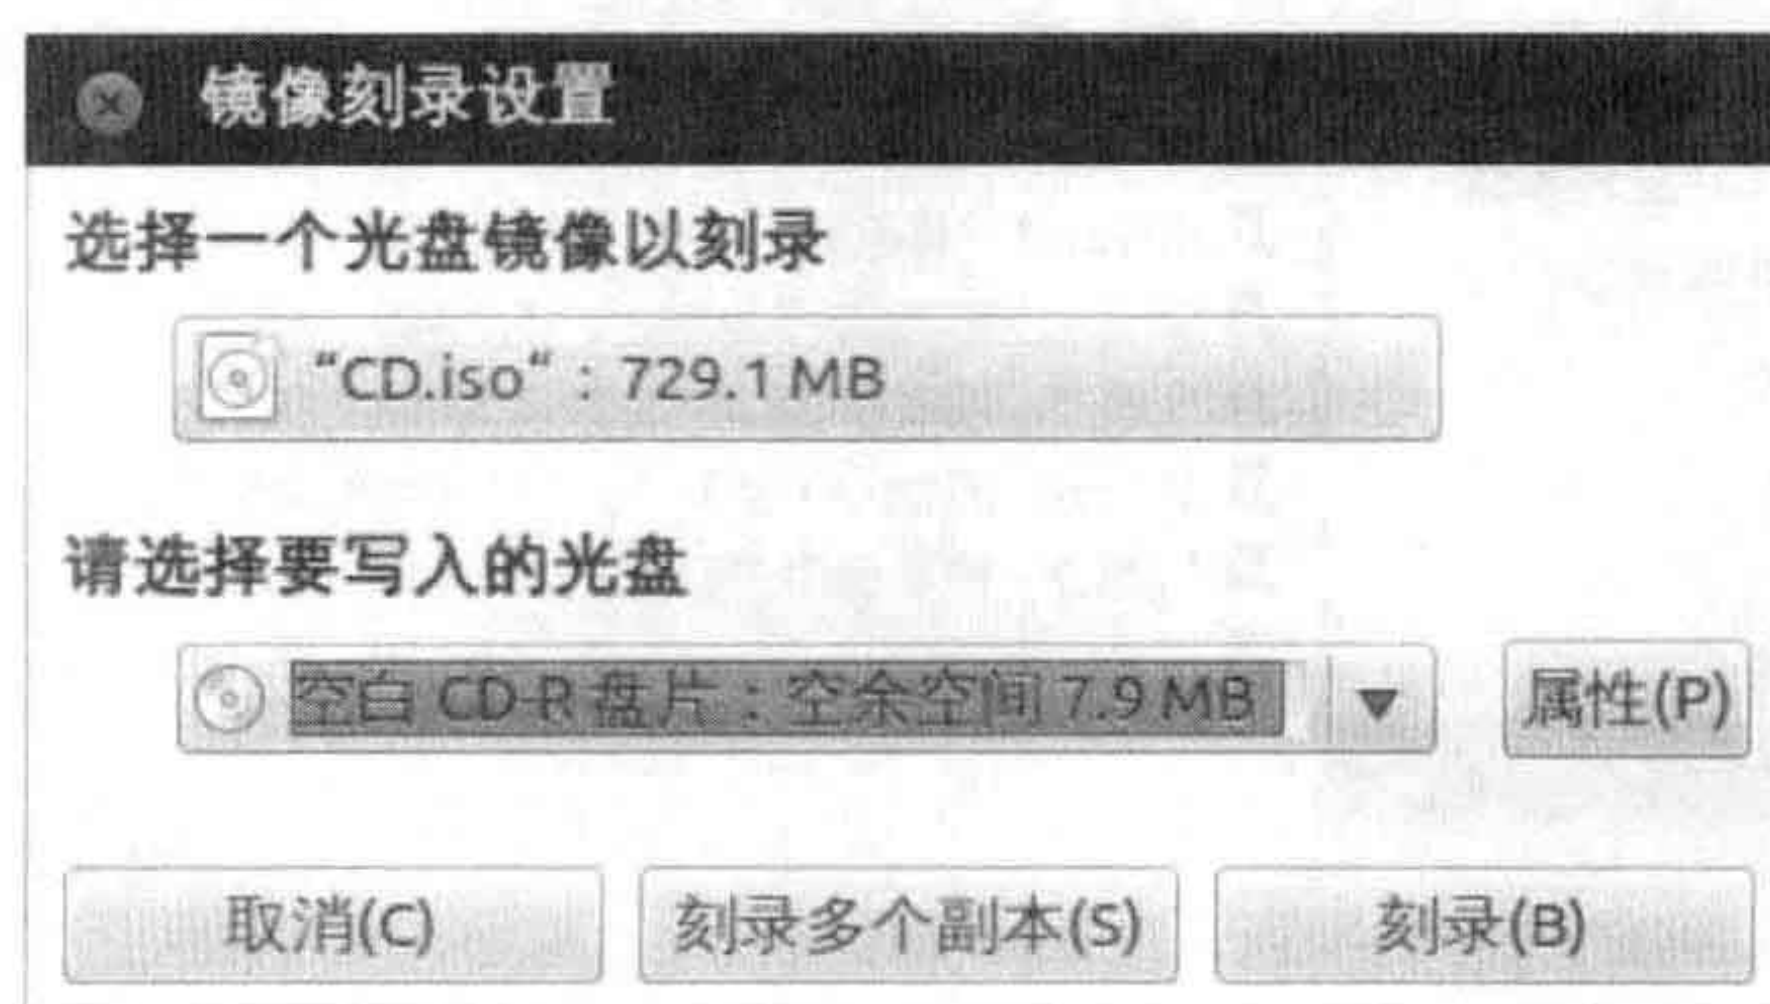 镜像刻录设置
选择一个光盘镜像以刻录
“CD.iso“：729.1 MB
请选择要写入的光盘
空白 CD-R 盘片：空余空间 7.9 MB
属性(P)
取消(C) 刻录多个副本(S) 刻录(B)